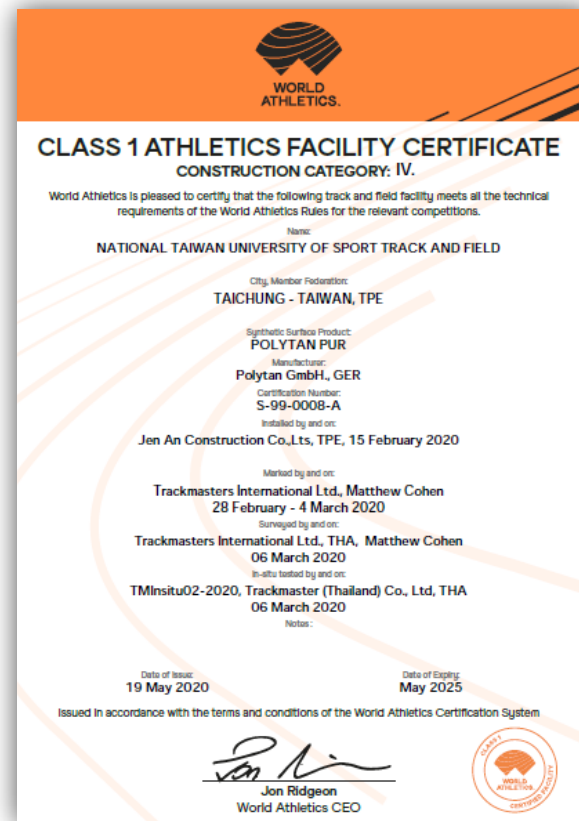 WORLD
ATHLETICS.
CLASS 1 ATHLETICS FACILITY CERTIFICATE
CONSTRUCTION CATEGORY: IV.
World Athletics is pleased to certify that the following track and field facility meets all the technical
requirements of the World Athletics Rules for the relevant competitions.
Name:
NATIONAL TAIWAN UNIVERSITY OF SPORT TRACK AND FIELD
City, Member Federation:
TAICHUNG - TAIWAN, TPE
Synthetic Surface Product:
POLYTAN PUR
Manufacturer:
Polytan GmbH., GER
Certification Number:
S-99-0008-A
Installed by and on:
Jen An Construction Co.,Lts, TPE, 15 February 2020
Marked by and on:
Trackmasters International Ltd., Matthew Cohen
28 February - 4 March 2020
Surveyed by and on:
Trackmasters International Ltd., THA, Matthew Cohen
06 March 2020
In-situ tested by and on:
TMInsitu02-2020, Trackmaster (Thailand) Co., Ltd, THA
06 March 2020
Notes:
Date of Issue:
19 May 2020
Date of Expiry:
May 2025
Issued in accordance with the terms and conditions of the World Athletics Certification System
Jon Ridgeon
World Athletics CEO
CLASS 1
WORLD
ATHLETICS.
CERTIFIED FACILITY